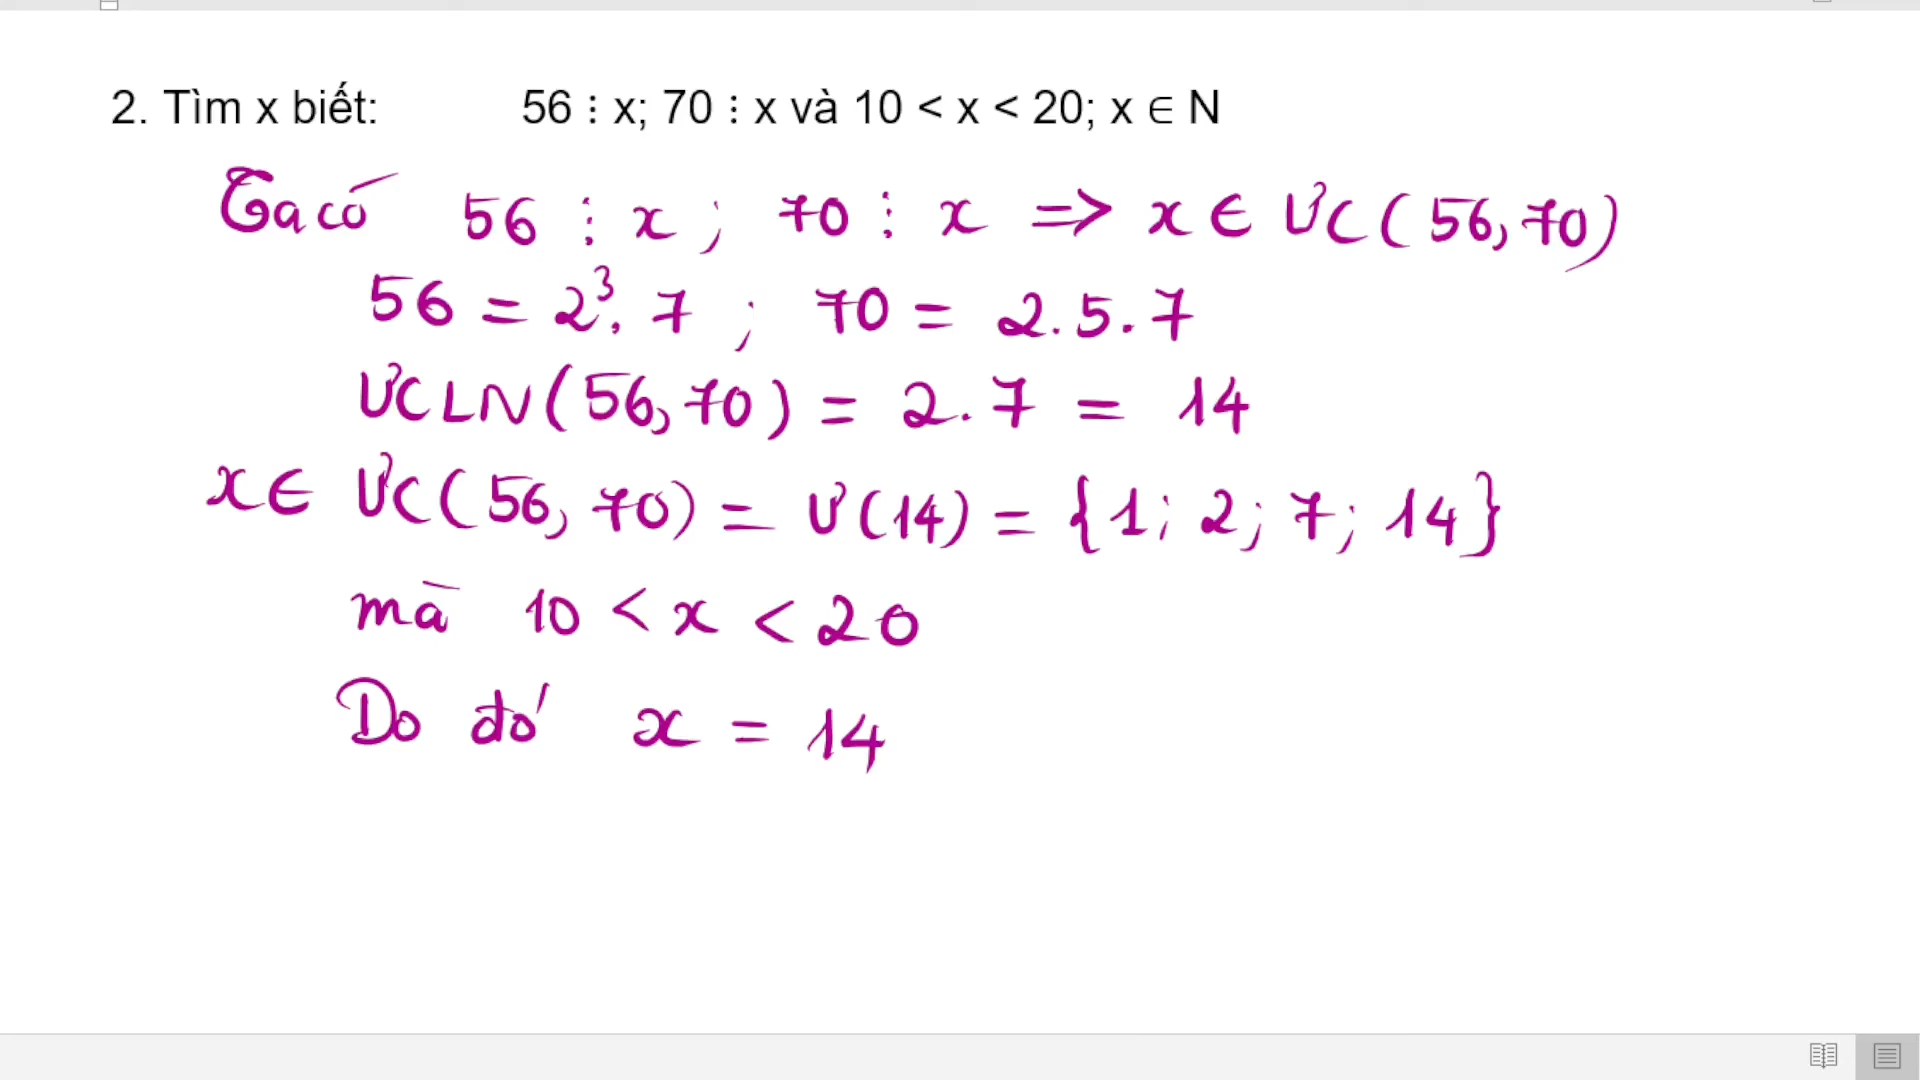 2. Tìm x biết: 56 ⋮ x; 70 ⋮ x và 10 < x < 20; x ∈ N
Ta có 56 ⋮ x ; 70 ⋮ x => x ∈ ƯC(56,70)
56 = 2³. 7 ; 70 = 2.5.7
ƯCLN(56,70) = 2.7 = 14
x ∈ ƯC(56,70) = Ư(14) = {1; 2; 7; 14}
mà 10 < x < 20
Do đó x = 14